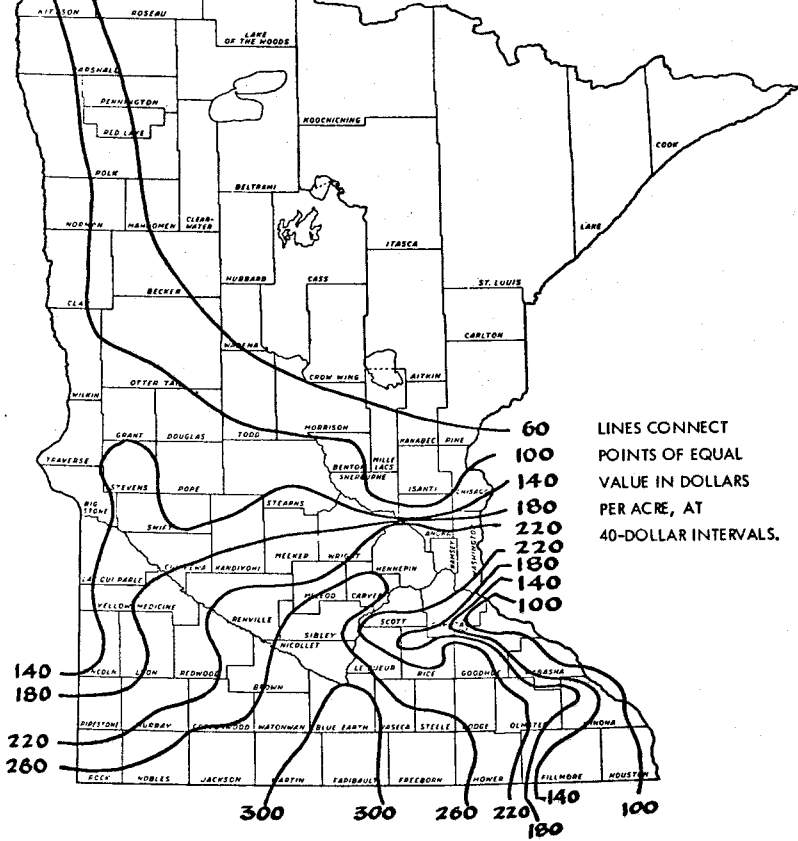 ROSEAU
LAKE
OF THE WOODS
MARSHALL
PENNINGTON
RED LAKE
KOOCHICHING
COOK
POLK
BELTRAMI
NORMAN
MAHNOMEN
CLEAR-
WATER
LAKE
ITASCA
HUBBARD
CASS
ST. LOUIS
BECKER
CLAY
CARLTON
WADENA
CROW WING
AITKIN
OTTER TAIL
WILKIN
60
LINES CONNECT
GRANT
DOUGLAS
TODD
MORRISON
KANABEC
PINE
MILLE
LACS
100
POINTS OF EQUAL
TRAVERSE
BENTON
SHERBURNE
140
VALUE IN DOLLARS
STEVENS
POPE
ISANTI
CHISAGO
BIG
STONE
STEARNS
180
PER ACRE, AT
SWIFT
220
40-DOLLAR INTERVALS.
ANOKA
RAMSEY
WASHINGTON
220
MEEKER
WRIGHT
HENNEPIN
180
LAC QUI PARLE
CHIPPEWA
KANDIYOHI
140
MCLEOD
CARVER
100
YELLOW MEDICINE
RENVILLE
SCOTT
SIBLEY
NICOLLET
140
LINCOLN
LYON
REDWOOD
LE SUEUR
RICE
GOODHUE
WABASHA
180
BROWN
PIPESTONE
MURRAY
COTTONWOOD
WATONWAN
BLUE EARTH
WASECA
STEELE
DODGE
OLMSTED
WINONA
220
260
ROCK
NOBLES
JACKSON
MARTIN
FARIBAULT
FREEBORN
MOWER
FILLMORE
HOUSTON
300
300
260
220
140
100
180